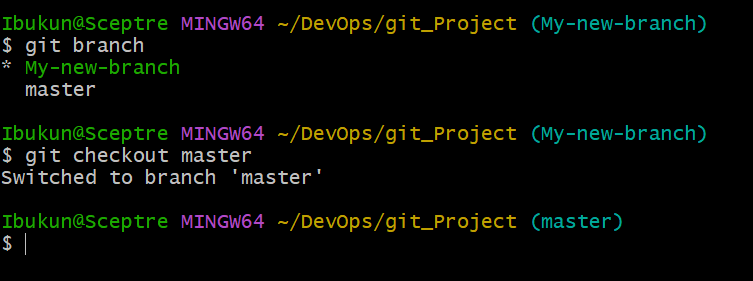 Ibukun@Sceptre MINGW64 ~/DevOps/git_Project (My-new-branch)
$ git branch
* My-new-branch
  master
Ibukun@Sceptre MINGW64 ~/DevOps/git_Project (My-new-branch)
$ git checkout master
Switched to branch 'master'
Ibukun@Sceptre MINGW64 ~/DevOps/git_Project (master)
$